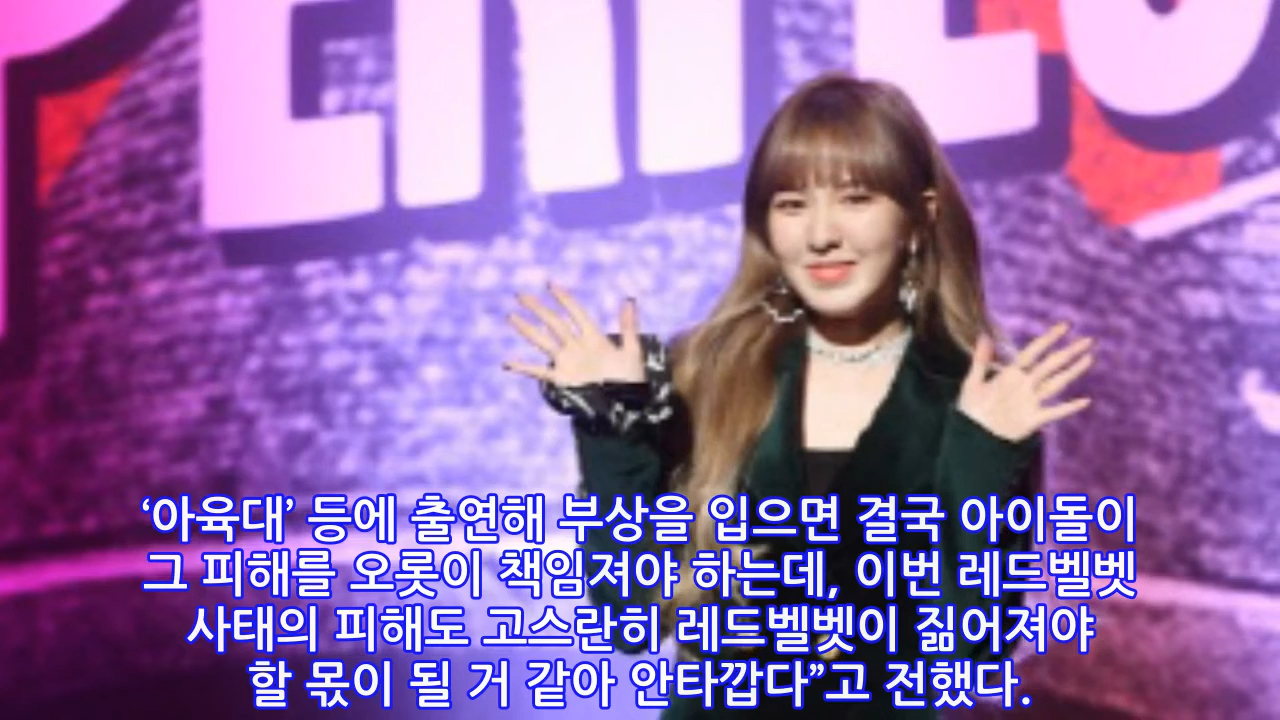 ‘아육대’ 등에 출연해 부상을 입으면 결국 아이돌이
그 피해를 오롯이 책임져야 하는데, 이번 레드벨벳
사태의 피해도 고스란히 레드벨벳이 짊어져야
할 몫이 될 거 같아 안타깝다”고 전했다.